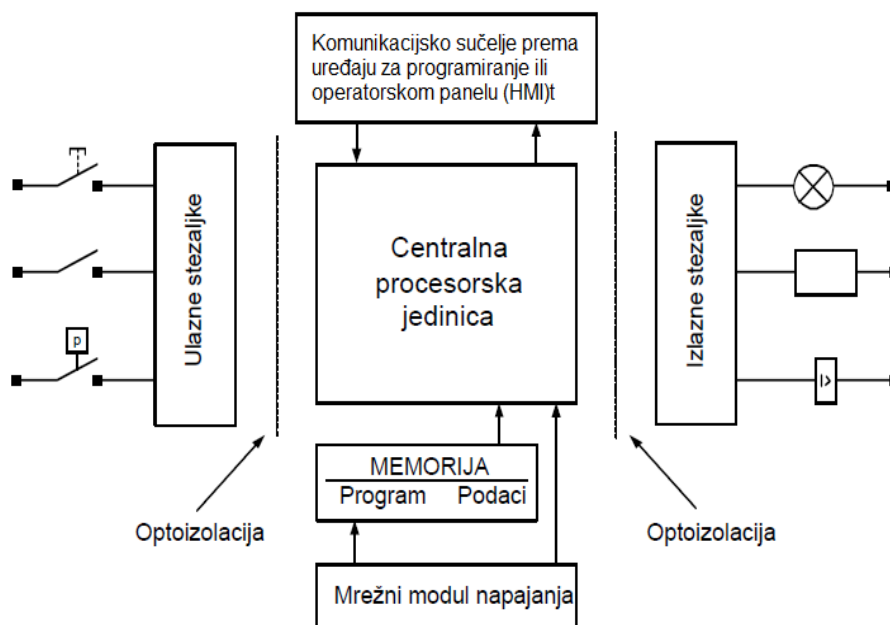 Komunikacijsko sučelje prema
uređaju za programiranje ili
operatorskom panelu (HMI)t
p
Ulazne stezaljke
Centralna
procesorska
jedinica
Izlazne stezaljke
I>
MEMORIJA
Program Podaci
Optoizolacija
Optoizolacija
Mrežni modul napajanja